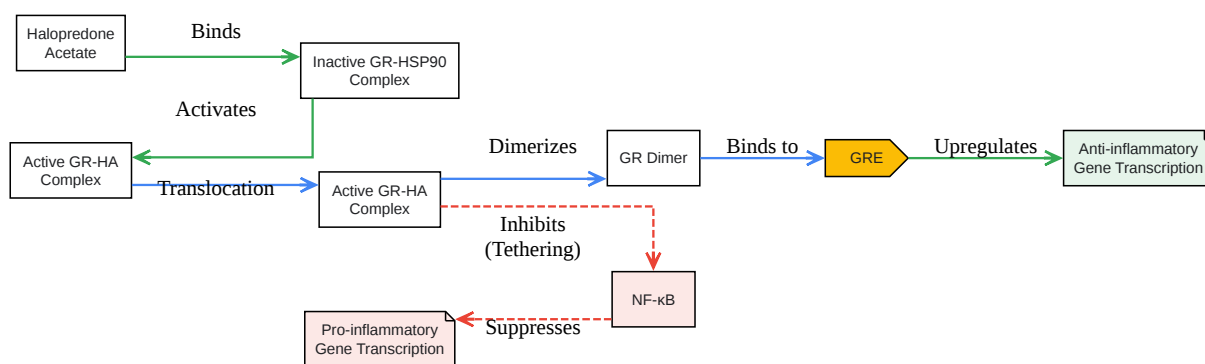 Halopredone
Acetate
Binds
Inactive GR-HSP90
Complex
Activates
Active GR-HA
Complex
Translocation
Active GR-HA
Complex
Dimerizes
GR Dimer
Binds to
GRE
Upregulates
Anti-inflammatory
Gene Transcription
Inhibits
(Tethering)
NF-κB
Suppresses
Pro-inflammatory
Gene Transcription